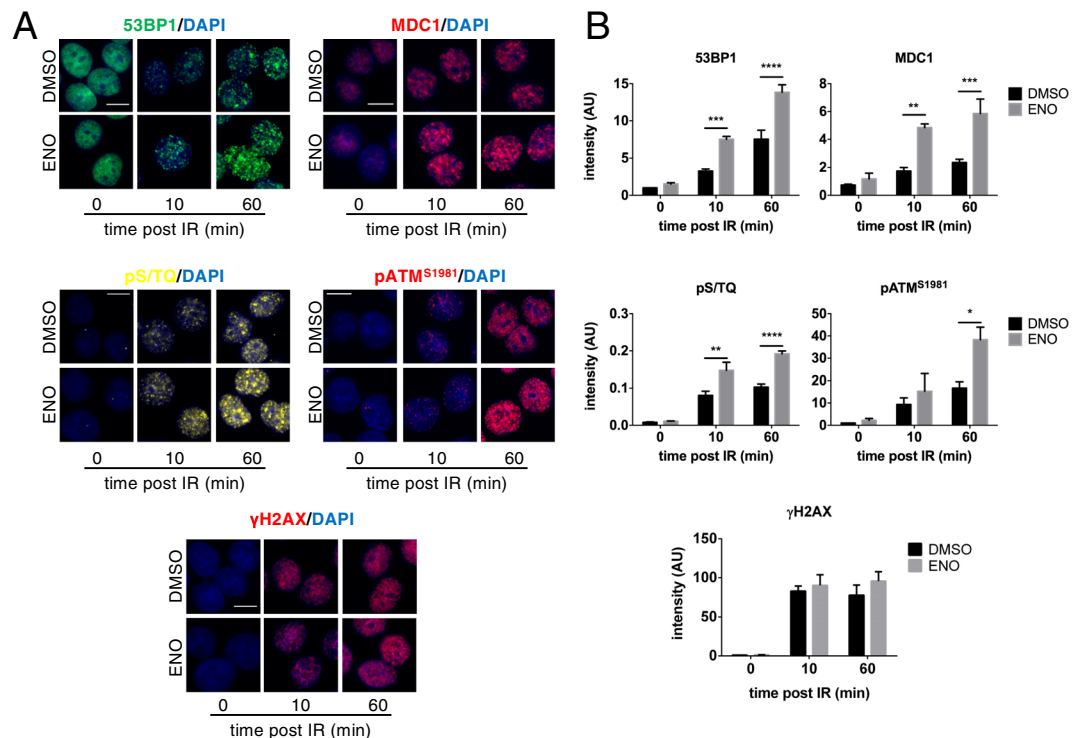 A
53BP1/DAPI
MDC1/DAPI
DMSO
ENO
0 10 60
time post IR (min)
DMSO
ENO
0 10 60
time post IR (min)
pS/TQ/DAPI
pATMS1981/DAPI
DMSO
ENO
0 10 60
time post IR (min)
DMSO
ENO
0 10 60
time post IR (min)
γH2AX/DAPI
DMSO
ENO
0 10 60
time post IR (min)
B
53BP1
intensity (AU)
15
10
5
0
***
****
0 10 60
time post IR (min)
MDC1
8
6
4
2
0
**
***
0 10 60
time post IR (min)
DMSO
ENO
pS/TQ
intensity (AU)
0.3
0.2
0.1
0.0
**
****
0 10 60
time post IR (min)
pATMS1981
50
40
30
20
10
0
*
0 10 60
time post IR (min)
DMSO
ENO
γH2AX
intensity (AU)
150
100
50
0
0 10 60
time post IR (min)
DMSO
ENO